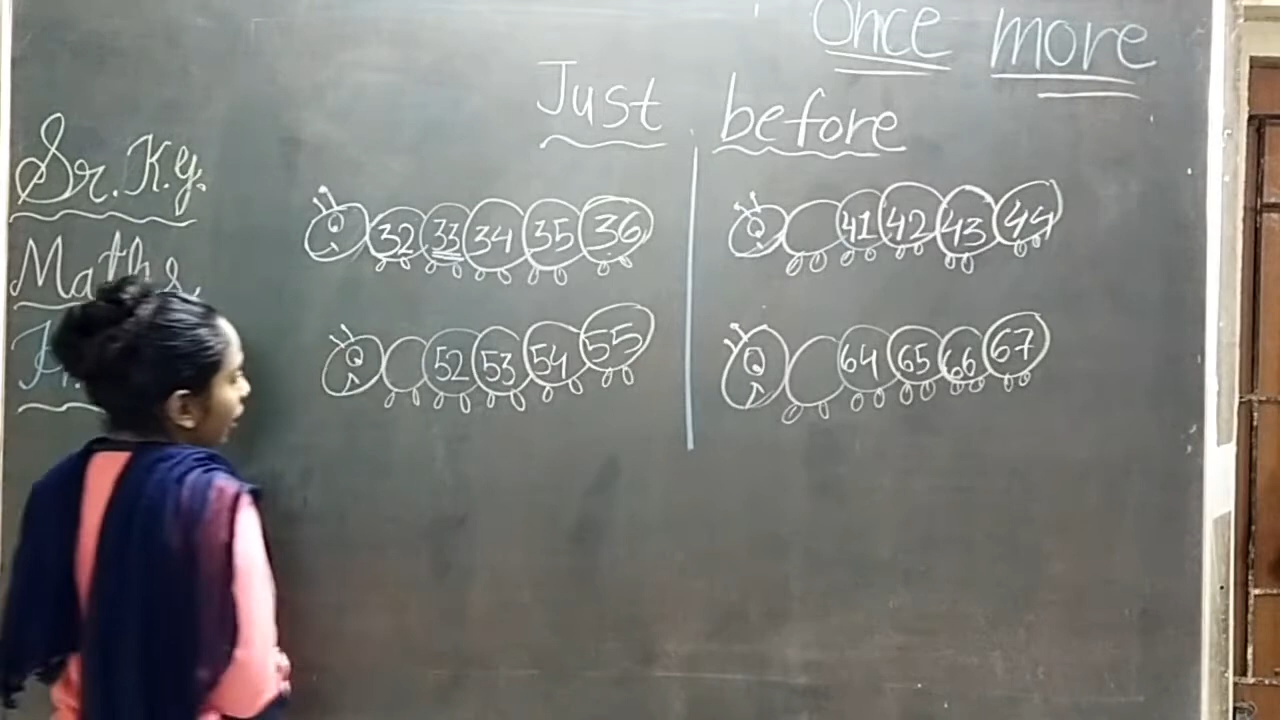 Once more
Just before
Sr. K.g.
Maths
32 33 34 35 36
41 42 43 44
52 53 54 55
64 65 66 67